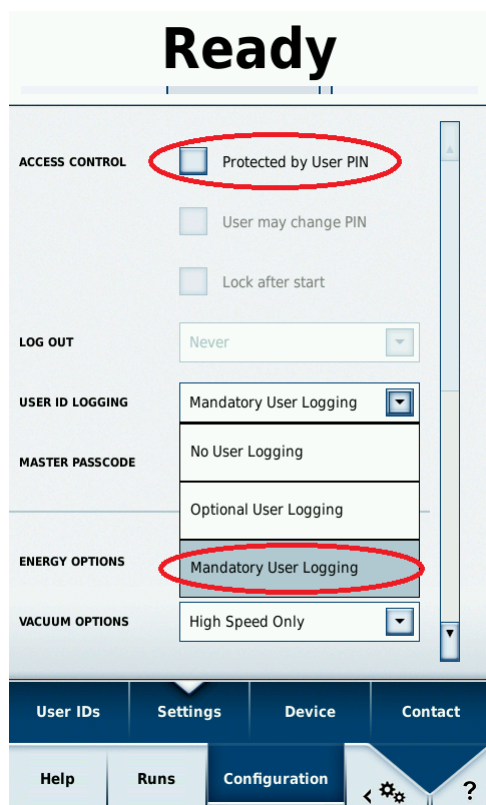 Ready
ACCESS CONTROL Protected by User PIN
User may change PIN
Lock after start
LOG OUT Never
USER ID LOGGING Mandatory User Logging
No User Logging
MASTER PASSCODE
Optional User Logging
ENERGY OPTIONS Mandatory User Logging
VACUUM OPTIONS High Speed Only
User IDs Settings Device Contact
Help Runs Configuration < ?